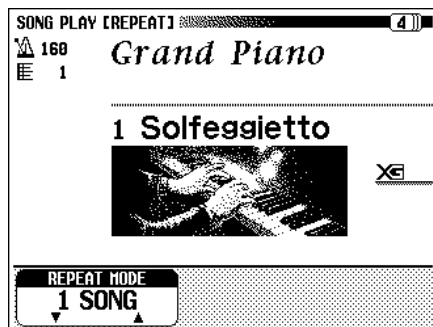 SONG PLAY [REPEAT]
4
160
Grand Piano
1
1 Solfeggietto
XG
REPEAT MODE
1 SONG